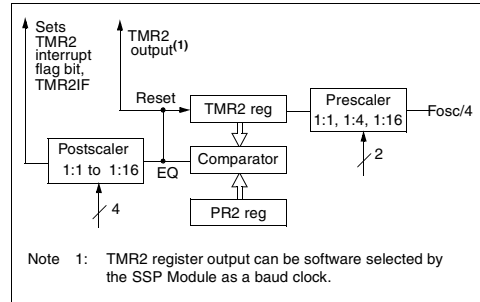 Sets
TMR2
interrupt
flag bit,
TMR2IF
TMR2
output(1)
Reset
TMR2 reg
Prescaler
1:1, 1:4, 1:16
Fosc/4
2
Postscaler
1:1 to 1:16
EQ
Comparator
4
PR2 reg
Note 1: TMR2 register output can be software selected by
the SSP Module as a baud clock.